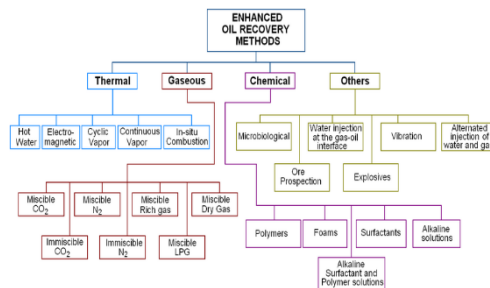 ENHANCED
OIL RECOVERY
METHODS
Thermal
Gaseous
Chemical
Others
Hot
Water
Electro-
magnetic
Cyclic
Vapor
Continuous
Vapor
In-situ
Combustion
Microbiological
Water injection
at the gas-oil
interface
Vibration
Alternated
injection of
water and ga
Ore
Prospection
Explosives
Miscible
CO2
Miscible
N2
Miscible
Rich gas
Miscible
Dry Gas
Immiscible
CO2
Immiscible
N2
Miscible
LPG
Polymers
Foams
Surfactants
Alkaline
solutions
Alkaline
Surfactant and
Polymer solutions